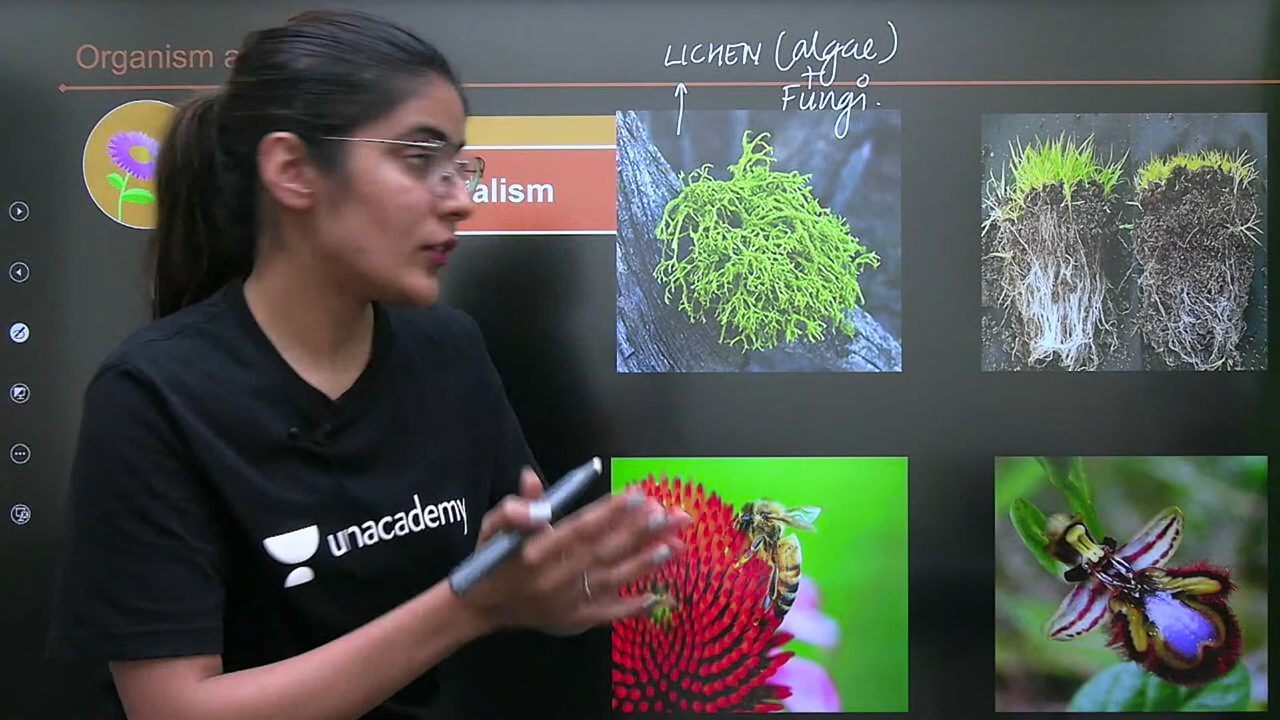 Organism a
LICHEN (algae)
+
Fungi.
alism
unacademy